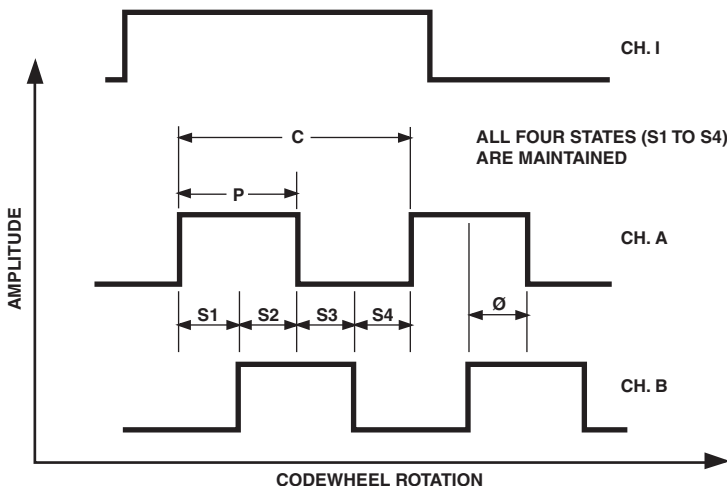 CH. I
C
ALL FOUR STATES (S1 TO S4)
ARE MAINTAINED
P
AMPLITUDE
CH. A
S1 S2 S3 S4 Ø
CH. B
CODEWHEEL ROTATION